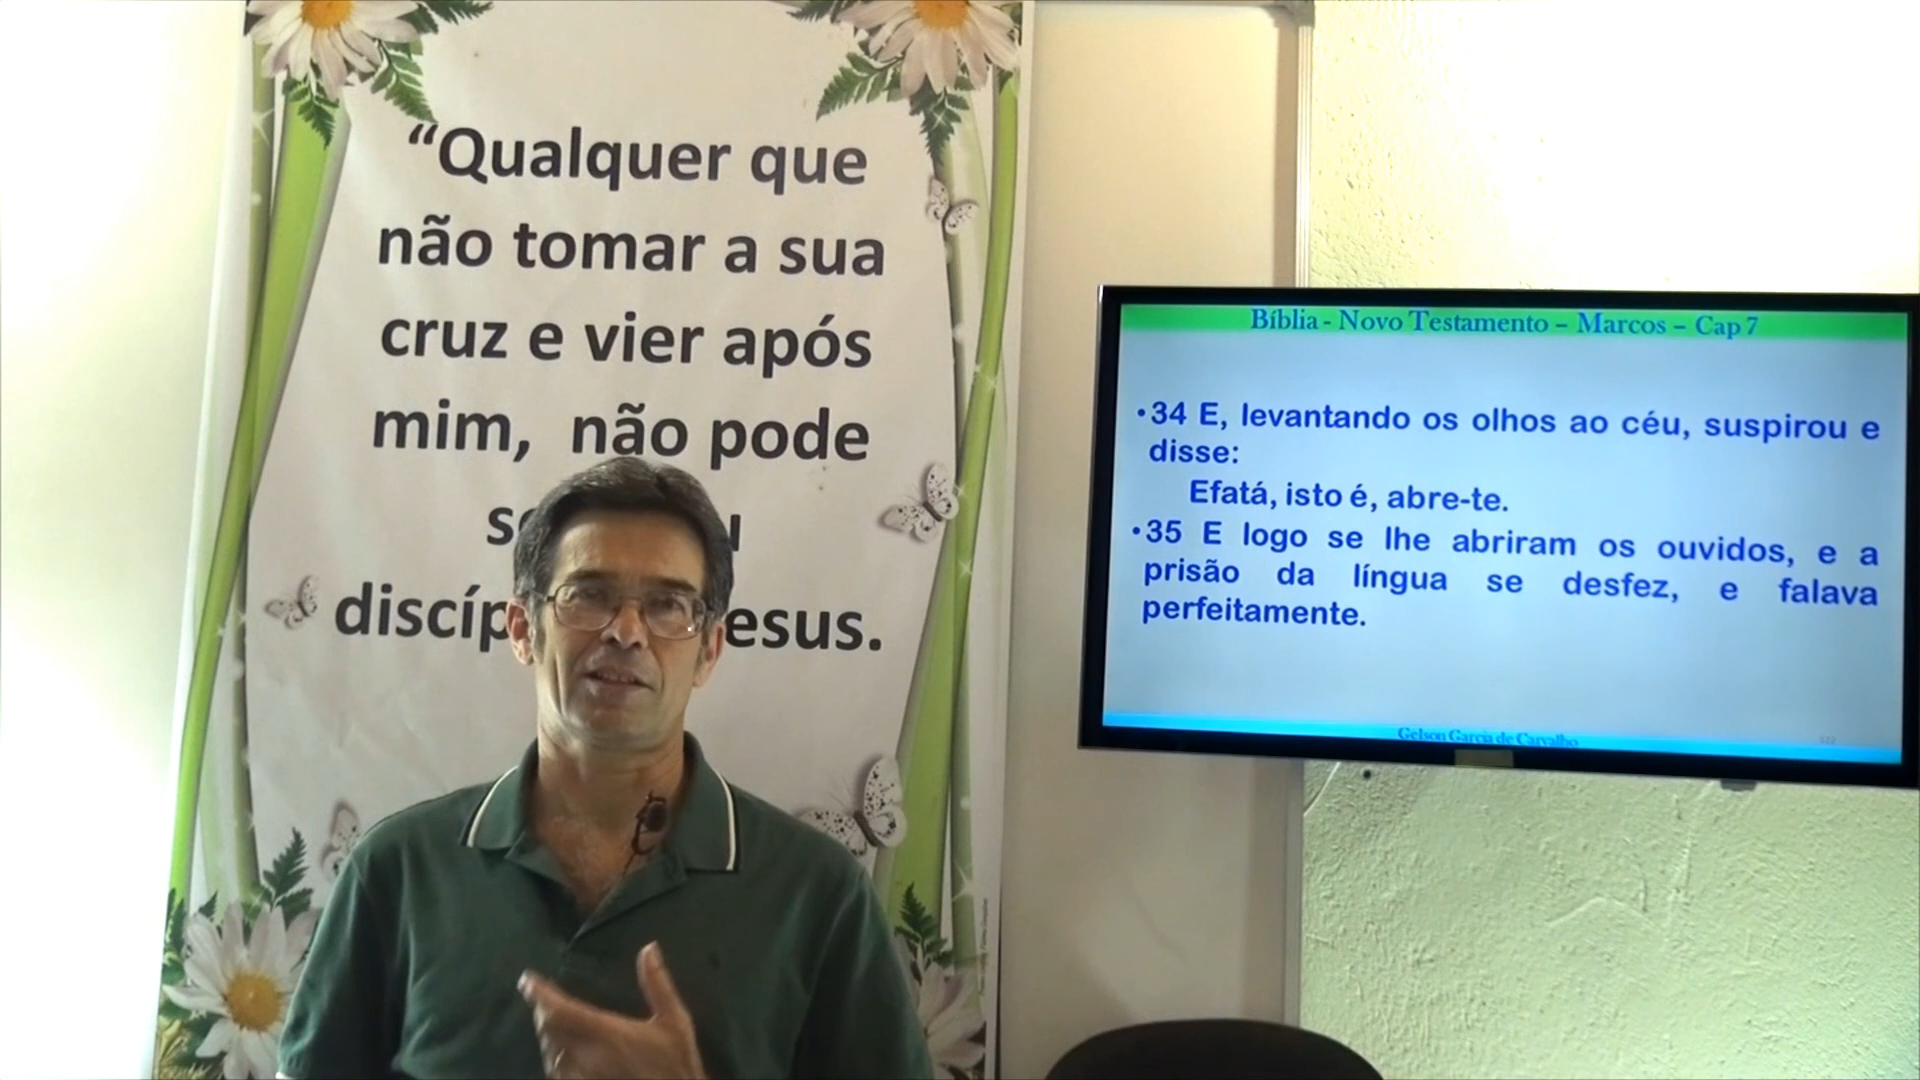 “Qualquer que
não tomar a sua
cruz e vier após
mim, não pode
discíp esus.
Bíblia - Novo Testamento – Marcos – Cap 7
•34 E, levantando os olhos ao céu, suspirou e
disse:
Efatá, isto é, abre-te.
•35 E logo se lhe abriram os ouvidos, e a
prisão da língua se desfez, e falava
perfeitamente.
Gelson Garcia de Carvalho